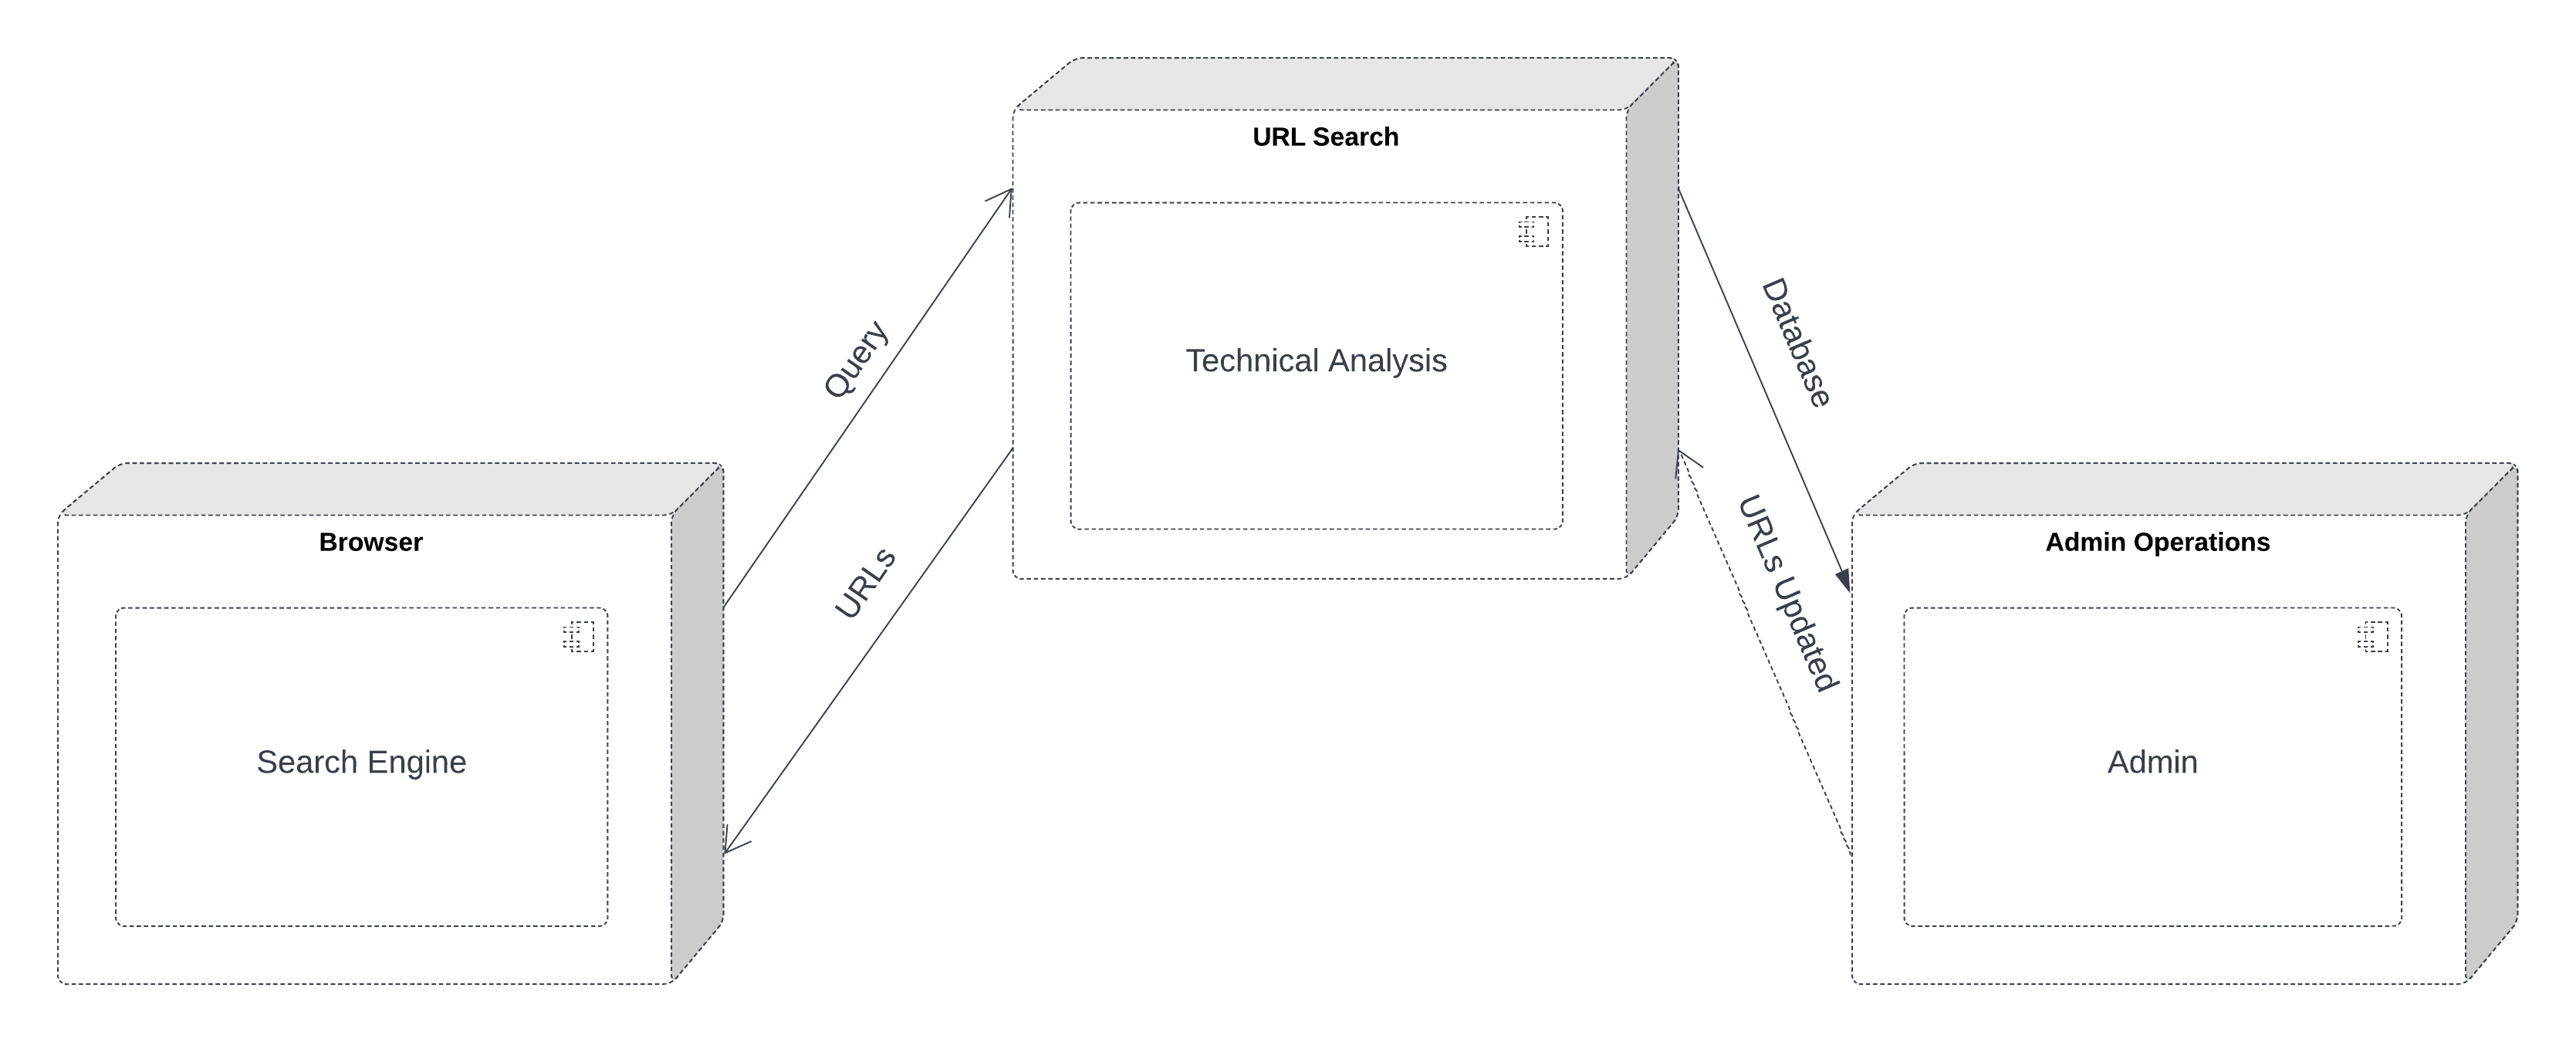 URL Search
Technical Analysis
Query
URLs
Database
URLs Updated
Browser
Search Engine
Admin Operations
Admin